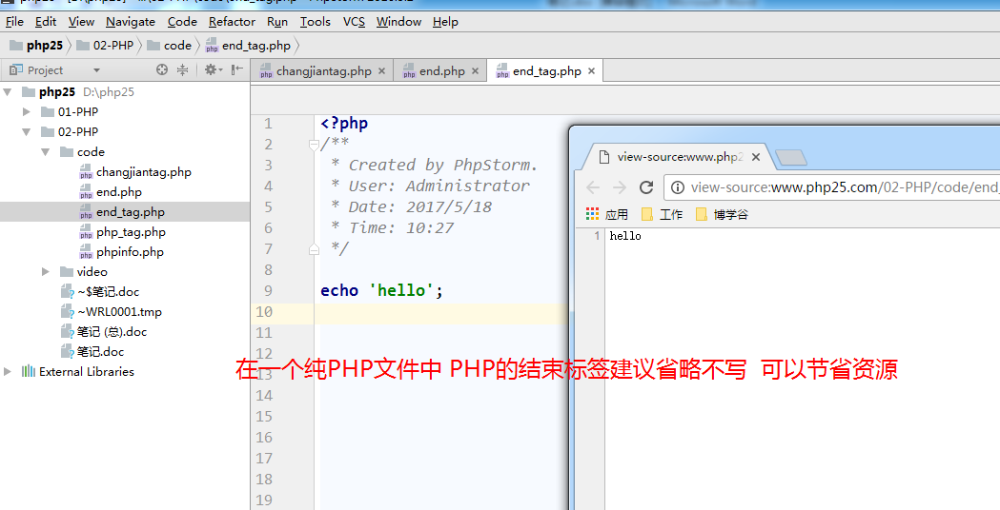 File Edit View Navigate Code Refactor Run Tools VCS Window Help
php25 02-PHP code end_tag.php
Project
changjiantag.php
end.php
end_tag.php
php25 D:\php25
01-PHP
02-PHP
code
changjiantag.php
end.php
end_tag.php
php_tag.php
phpinfo.php
video
~$笔记.doc
~WRL0001.tmp
笔记 (总).doc
笔记.doc
External Libraries
1 <?php
2 /**
3 * Created by PhpStorm.
4 * User: Administrator
5 * Date: 2017/5/18
6 * Time: 10:27
7 */
8
9 echo 'hello';
10
11
12
13
14
15
16
17
18
19
在一个纯PHP文件中 PHP的结束标签建议省略不写 可以节省资源
view-source:www.php2
view-source:www.php25.com/02-PHP/code/end_
应用 工作 博学谷
1 hello